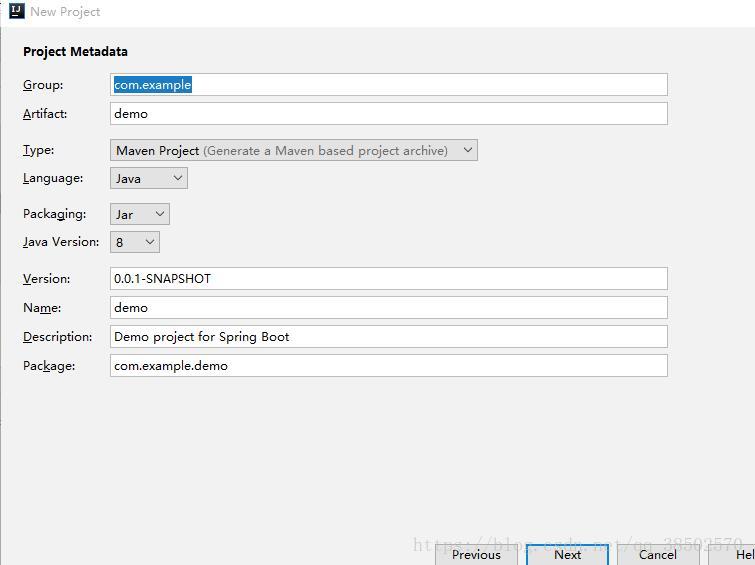 New Project
Project Metadata
Group: com.example
Artifact: demo
Type: Maven Project (Generate a Maven based project archive)
Language: Java
Packaging: Jar
Java Version: 8
Version: 0.0.1-SNAPSHOT
Name: demo
Description: Demo project for Spring Boot
Package: com.example.demo
https://blog.csdn.net/qq_38502570
Previous Next Cancel Hel